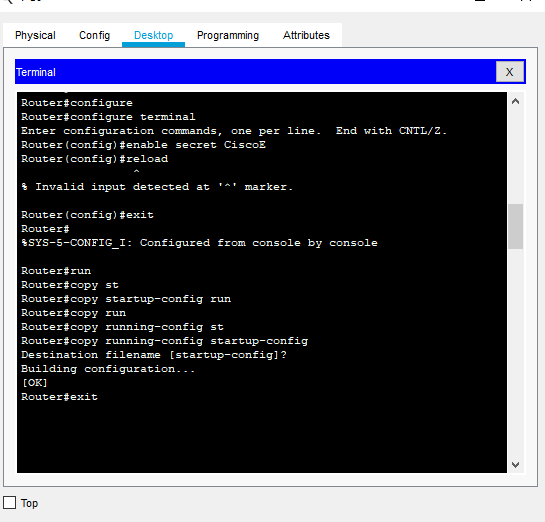 Physical Config Desktop Programming Attributes
Terminal X
Router#configure
Router#configure terminal
Enter configuration commands, one per line.  End with CNTL/Z.
Router(config)#enable secret CiscoE
Router(config)#reload
^
% Invalid input detected at '^' marker.
Router(config)#exit
Router#
%SYS-5-CONFIG_I: Configured from console by console
Router#run
Router#copy st
Router#copy startup-config run
Router#copy run
Router#copy running-config st
Router#copy running-config startup-config
Destination filename [startup-config]?
Building configuration...
[OK]
Router#exit
Top